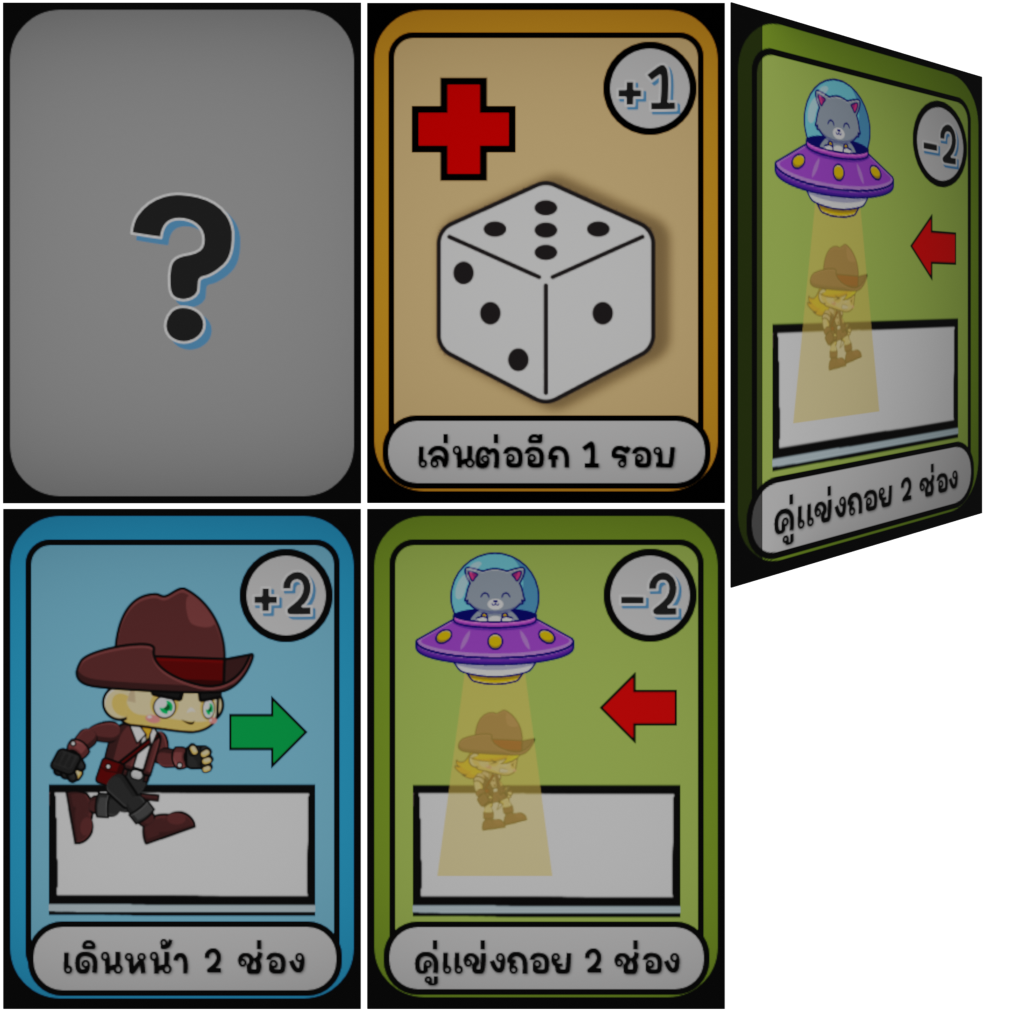 ?
+1
เล่นต่ออีก 1 รอบ
-2
คู่แข่งถอย 2 ช่อง
+2
เดินหน้า 2 ช่อง
-2
คู่แข่งถอย 2 ช่อง